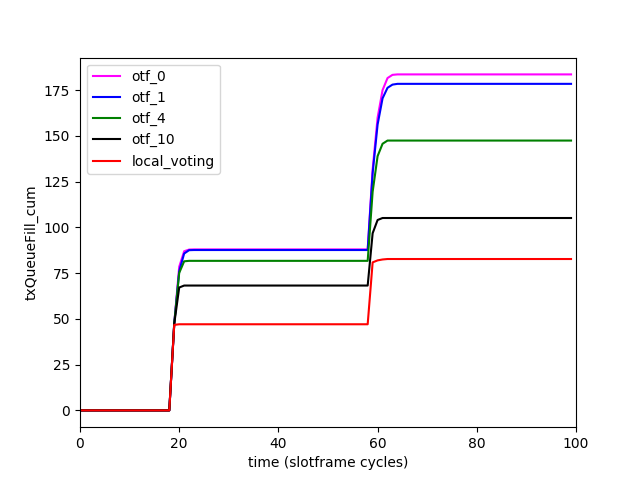 otf_0
otf_1
otf_4
otf_10
local_voting
175
150
125
100
75
50
25
0
txQueueFill_cum
0 20 40 60 80 100
time (slotframe cycles)